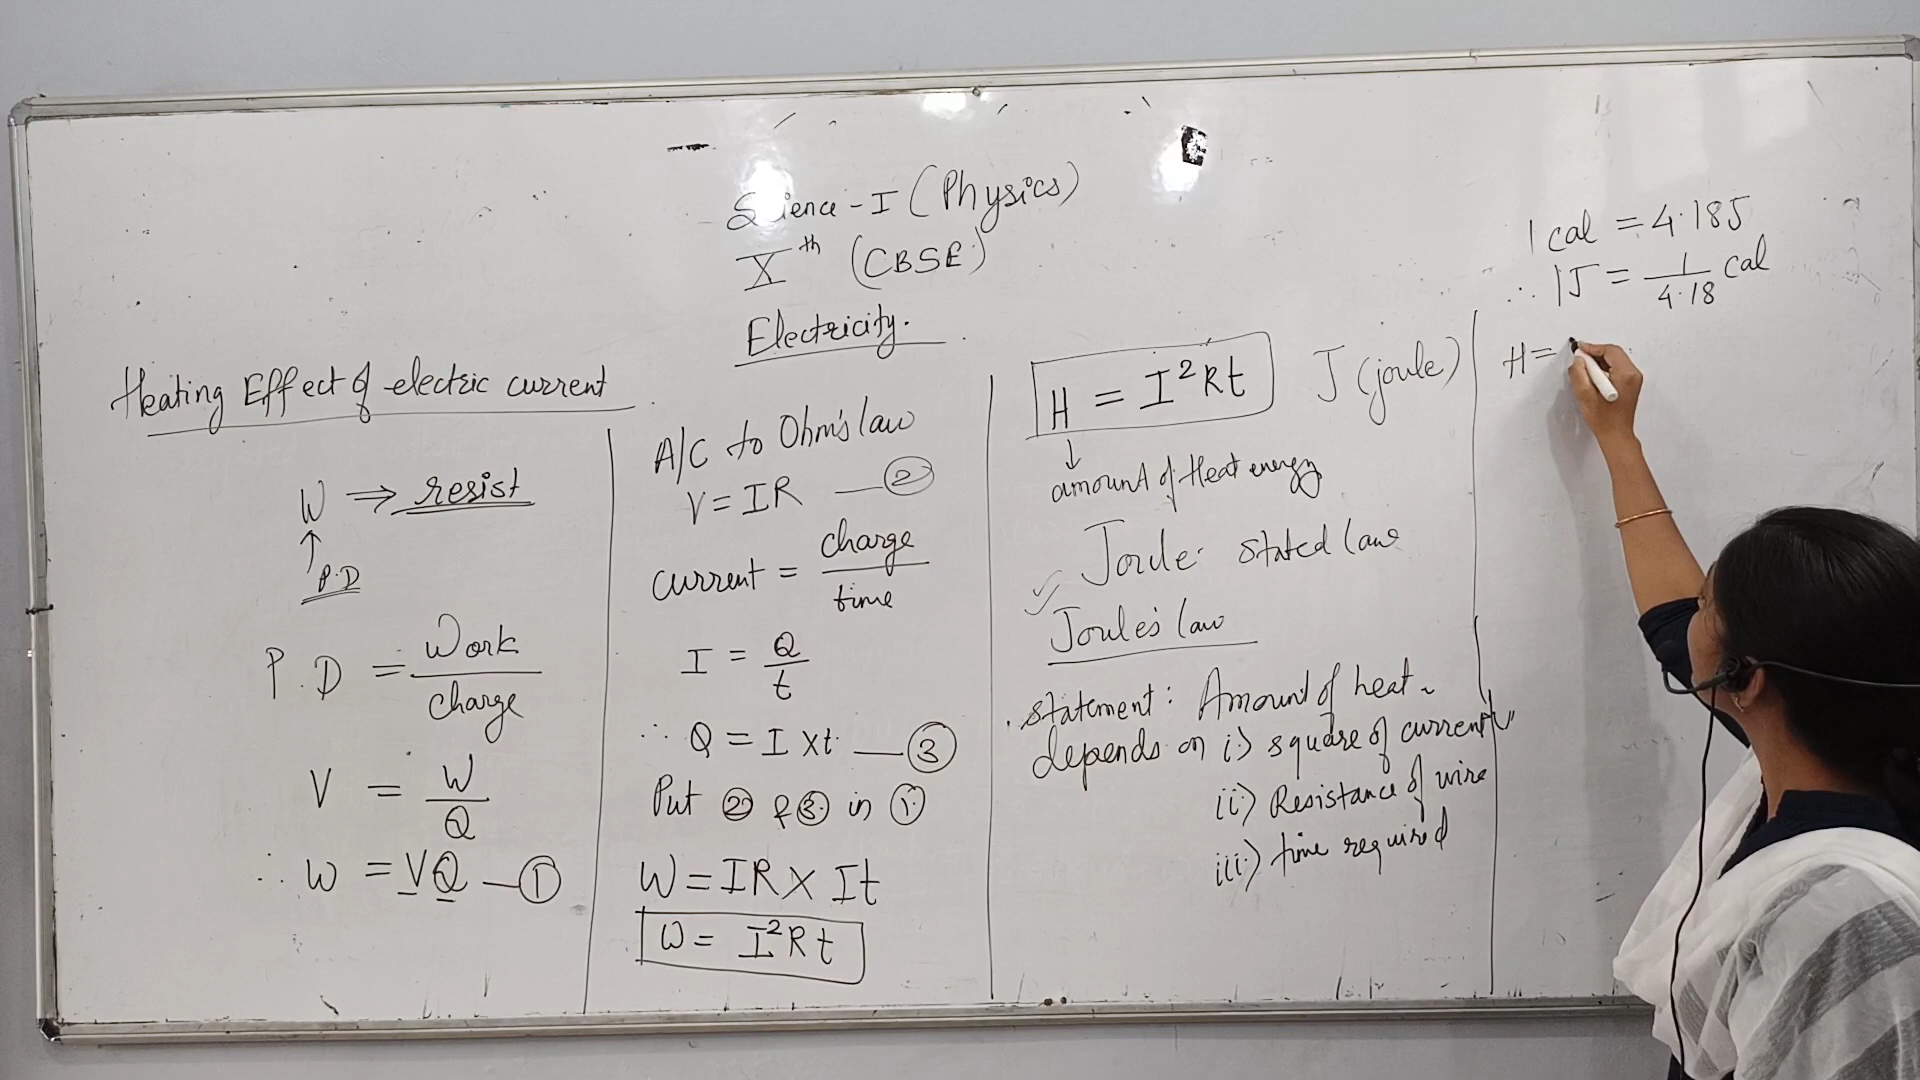 Science - I (Physics)
Xth (CBSE)
Electricity.
Heating Effect of electric current
W ⇒ resist
↑
P.D
P.D = Work / charge
V = W / Q
∴ W = VQ — ①
A/C to Ohm's law
V = IR — ②
current = charge / time
I = Q / t
∴ Q = I × t — ③
Put ② & ③ in ①
W = IR × It
W = I²Rt
H = I²Rt J (joule)
↓
amount of Heat energy
Joule. stated law
✓ Joule's law
statement: Amount of heat
depends on i) square of current
ii) Resistance of wire
iii) time required
1 cal = 4.18J
∴ 1J = 1 / 4.18 cal
H =